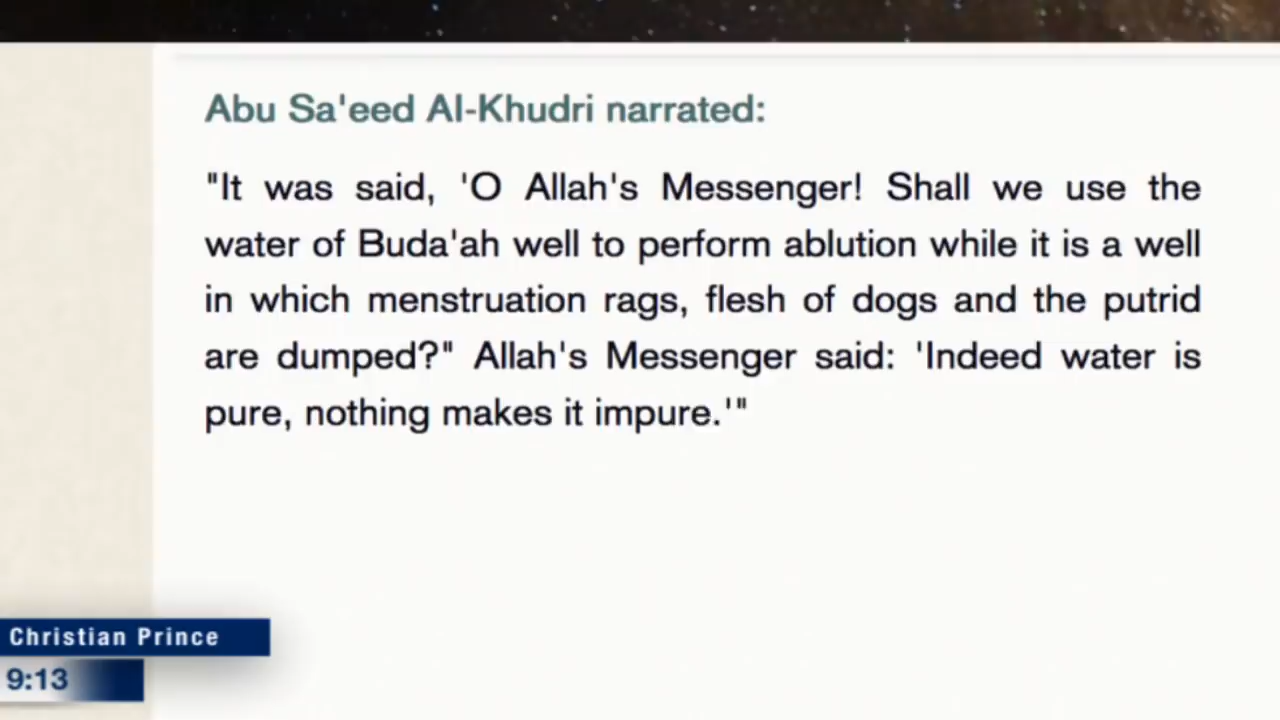 Abu Sa'eed Al-Khudri narrated:
"It was said, 'O Allah's Messenger! Shall we use the
water of Buda'ah well to perform ablution while it is a well
in which menstruation rags, flesh of dogs and the putrid
are dumped?" Allah's Messenger said: 'Indeed water is
pure, nothing makes it impure.'"
Christian Prince
9:13